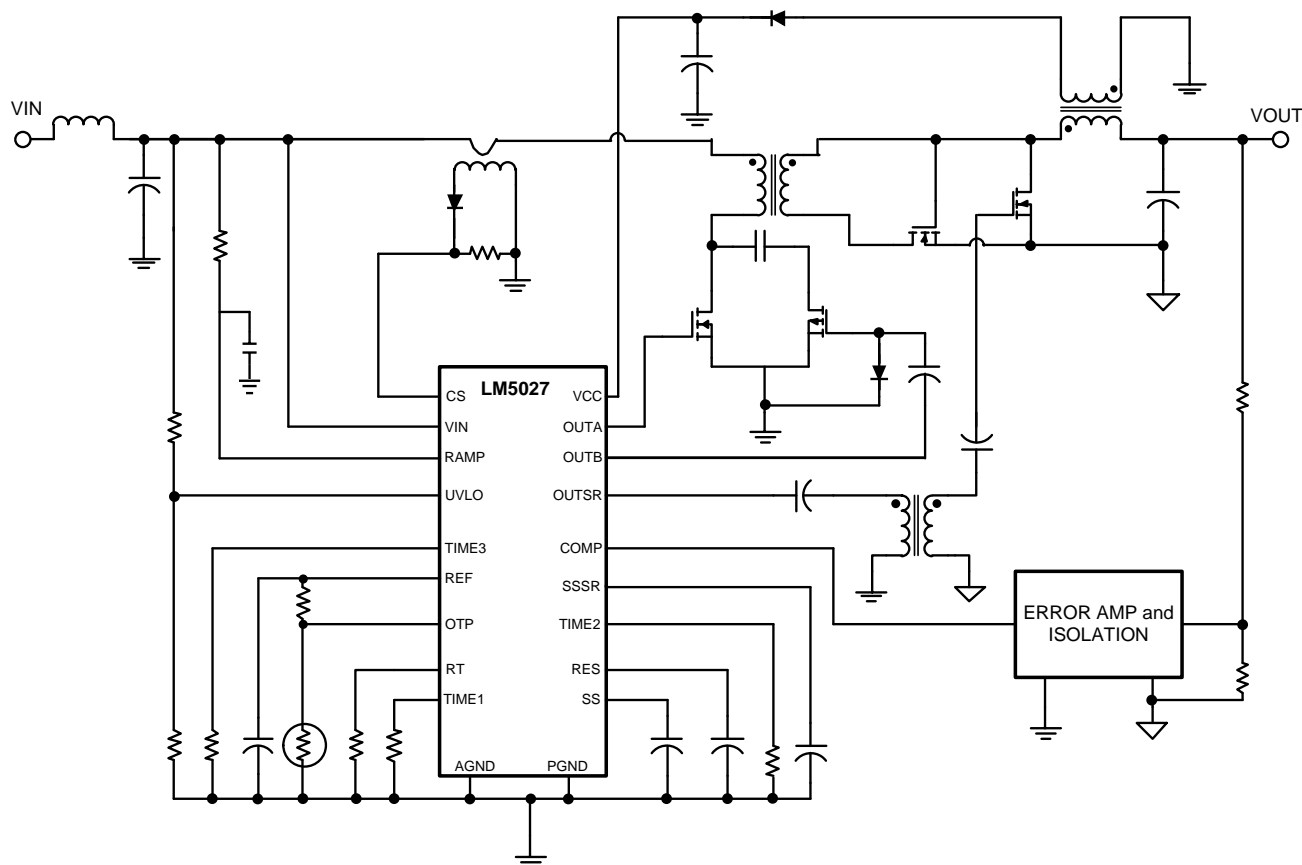 VIN
VOUT
LM5027
CS
VIN
RAMP
UVLO
TIME3
REF
OTP
RT
TIME1
VCC
OUTA
OUTB
OUTSR
COMP
SSSR
TIME2
RES
SS
AGND
PGND
ERROR AMP and
ISOLATION